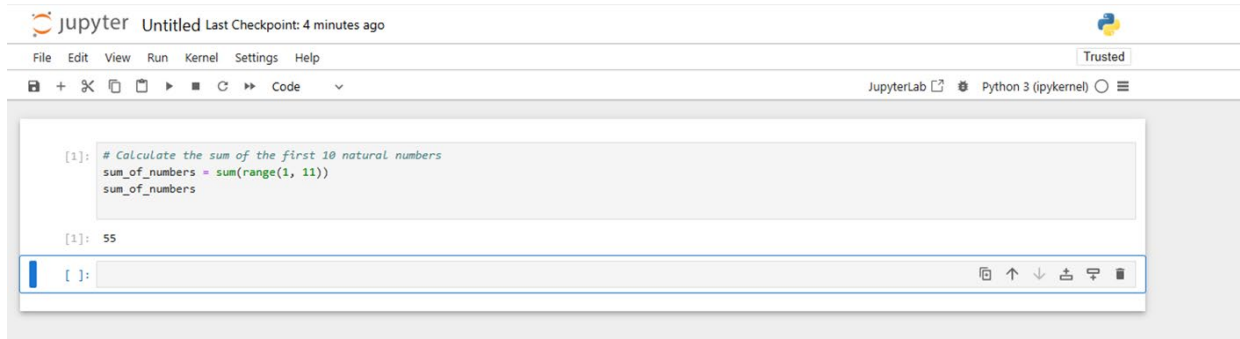 jupyter Untitled Last Checkpoint: 4 minutes ago
File Edit View Run Kernel Settings Help Trusted
Code JupyterLab Python 3 (ipykernel)
[1]: # Calculate the sum of the first 10 natural numbers
sum_of_numbers = sum(range(1, 11))
sum_of_numbers
[1]: 55
[ ]: